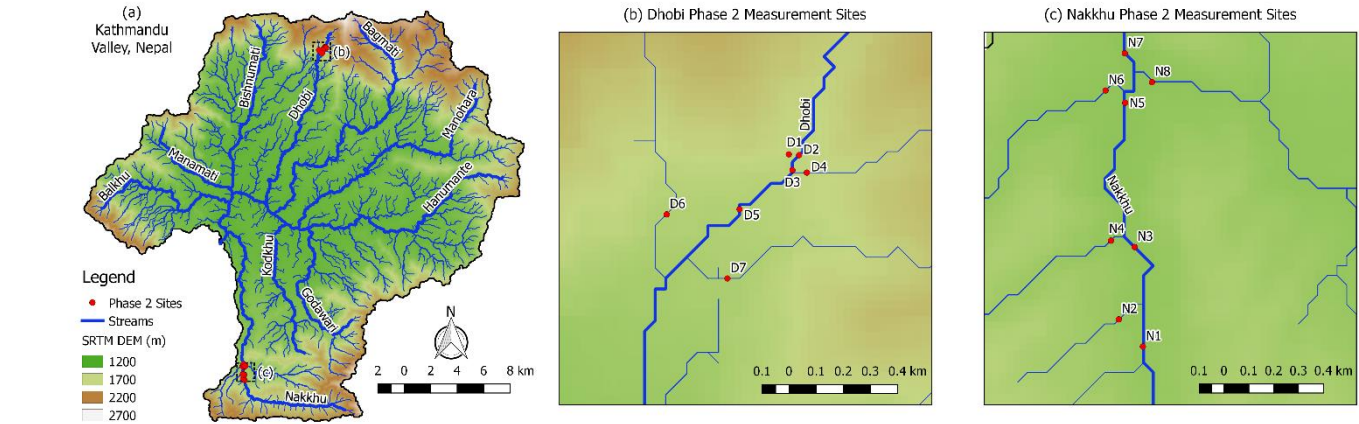 (a)
Kathmandu
Valley, Nepal
(b)
Bagmati
Bishnumati
Dhobi
Manohara
Manamati
Balkhu
Hanumante
Kodkhu
Godawari
Legend
Phase 2 Sites
Streams
SRTM DEM (m)
1200
1700
2200
2700
(c)
Nakkhu
N
2 0 2 4 6 8 km
(b) Dhobi Phase 2 Measurement Sites
Dhobi
D1
D2
D4
D3
D6
D5
D7
0.1 0 0.1 0.2 0.3 0.4 km
(c) Nakkhu Phase 2 Measurement Sites
N7
N8
N6
N5
Nakkhu
N4
N3
N2
N1
0.1 0 0.1 0.2 0.3 0.4 km